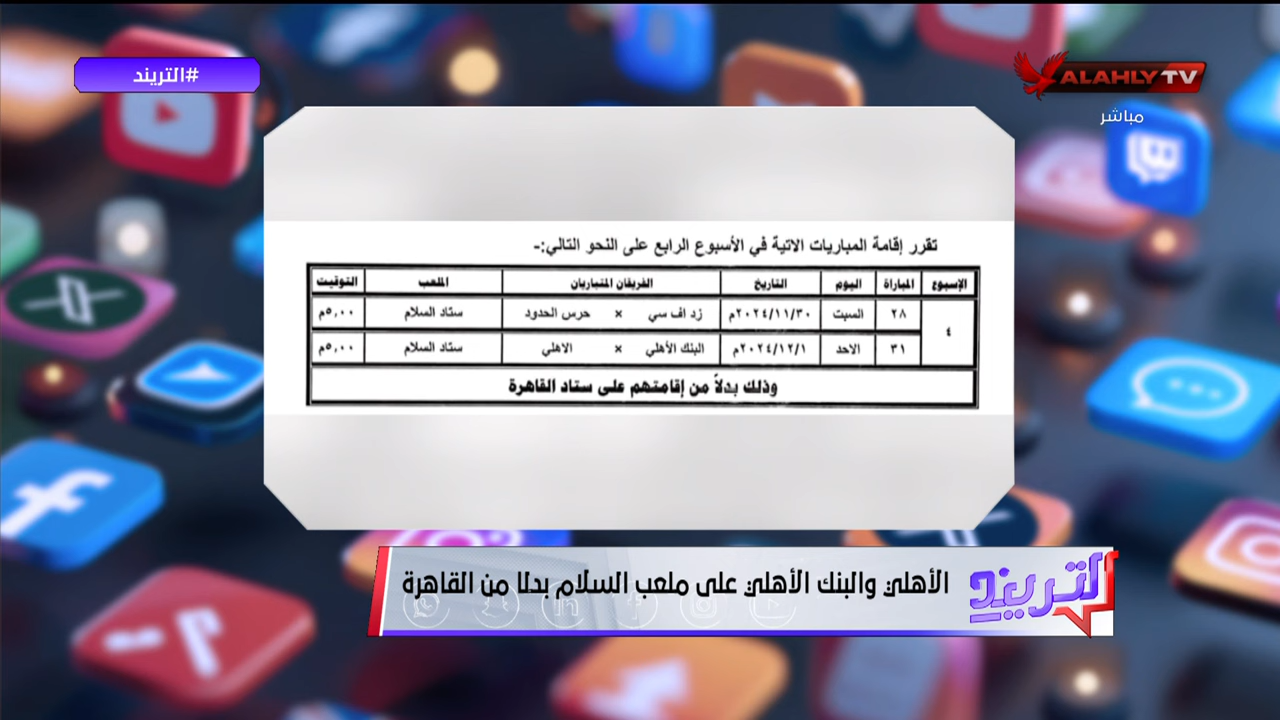 #التريند
ALAHLY TV
مباشر
تقرر إقامة المباريات الاتية في الأسبوع الرابع على النحو التالي:-
الإسبوع المباراة اليوم التاريخ الفريقان المتباريان الملعب التوقيت
٤
٢٨ السبت ٢٠٢٤/١١/٣٠م زد اف سي × حرس الحدود ستاد السلام ٥,٠٠م
٣١ الاحد ٢٠٢٤/١٢/١م البنك الأهلي × الاهلي ستاد السلام ٥,٠٠م
وذلك بدلاً من إقامتهم على ستاد القاهرة
التريند
الأهلي والبنك الأهلي على ملعب السلام بدلا من القاهرة